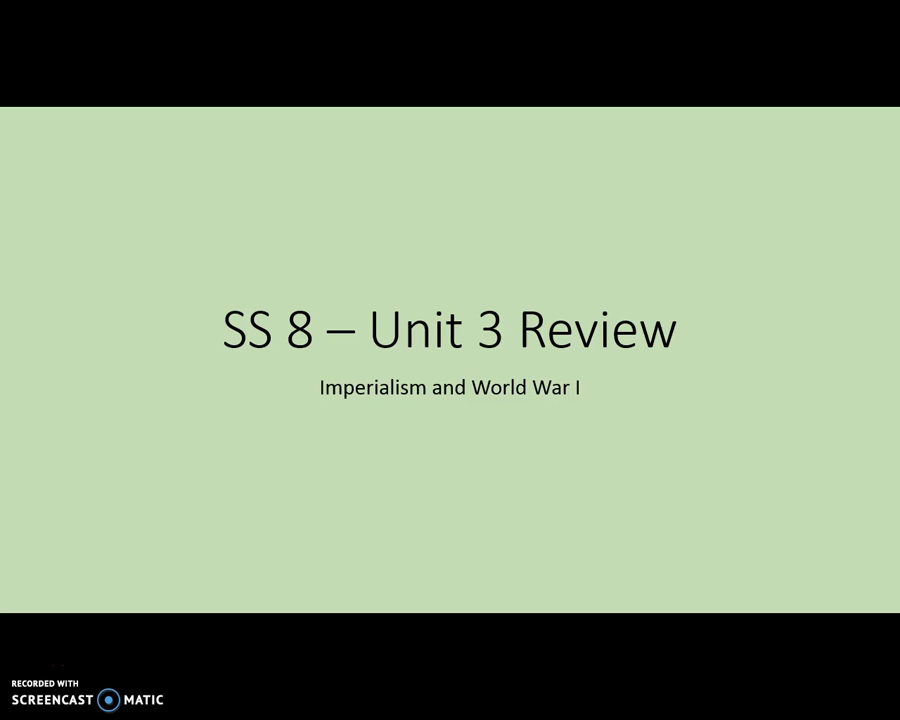 SS 8 – Unit 3 Review
Imperialism and World War I
RECORDED WITH
SCREENCAST MATIC